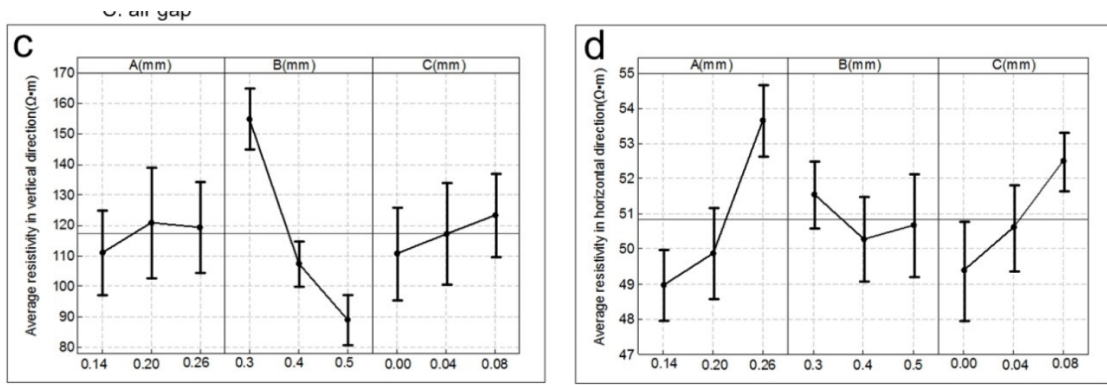 C: air gap
c
A(mm) B(mm) C(mm)
Average resistivity in vertical direction(Ω•m)
170
160
150
140
130
120
110
100
90
80
0.14 0.20 0.26 0.3 0.4 0.5 0.00 0.04 0.08
d
A(mm) B(mm) C(mm)
Average resistivity in horizontal direction(Ω•m)
55
54
53
52
51
50
49
48
47
0.14 0.20 0.26 0.3 0.4 0.5 0.00 0.04 0.08